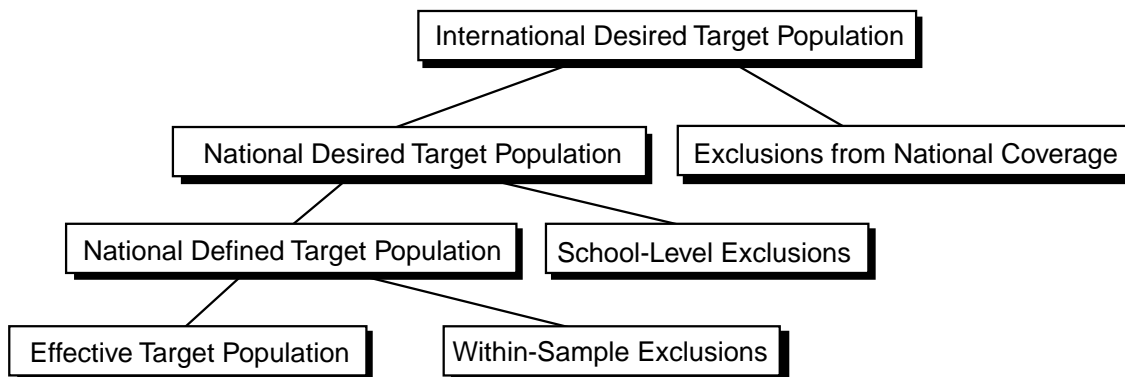 International Desired Target Population
National Desired Target Population
Exclusions from National Coverage
National Defined Target Population
School-Level Exclusions
Effective Target Population
Within-Sample Exclusions